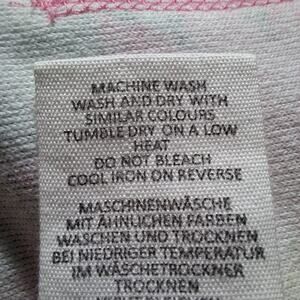 MACHINE WASH
WASH AND DRY WITH
SIMILAR COLOURS
TUMBLE DRY ON A LOW
HEAT
DO NOT BLEACH
COOL IRON ON REVERSE
MASCHINENWÄSCHE
MIT ÄHNLICHEN FARBEN
WASCHEN UND TROCKNEN
BEI NIEDRIGER TEMPERATUR
IM WÄSCHETROCKNER
TROCKNEN